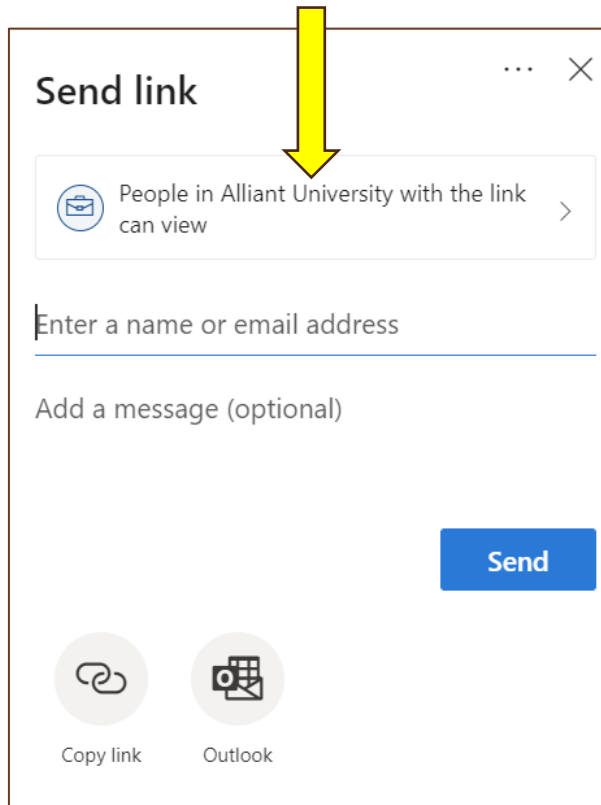 Send link
People in Alliant University with the link
can view
Enter a name or email address
Add a message (optional)
Send
Copy link
Outlook